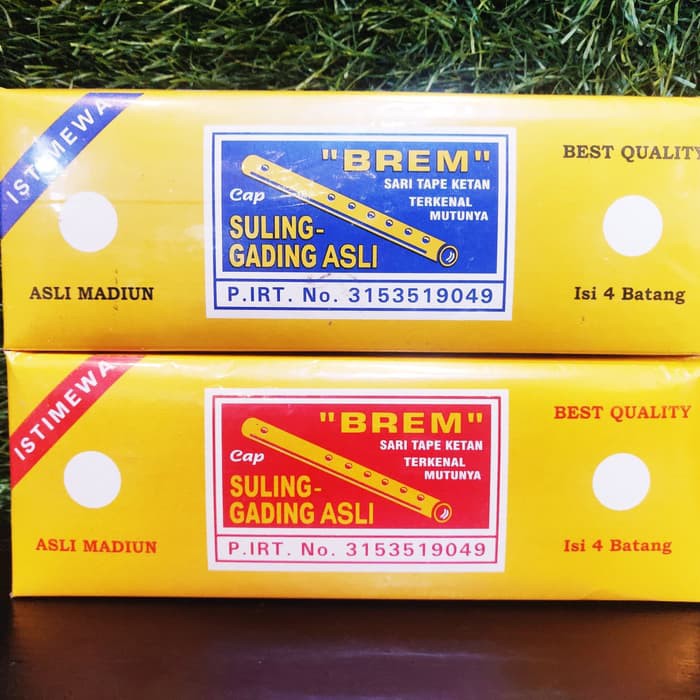 ISTIMEWA
"BREM"
SARI TAPE KETAN
TERKENAL
MUTUNYA
Cap
SULING-
GADING ASLI
P.IRT. No. 3153519049
BEST QUALITY
ASLI MADIUN
Isi 4 Batang
ISTIMEWA
"BREM"
SARI TAPE KETAN
TERKENAL
MUTUNYA
Cap
SULING-
GADING ASLI
P.IRT. No. 3153519049
BEST QUALITY
ASLI MADIUN
Isi 4 Batang